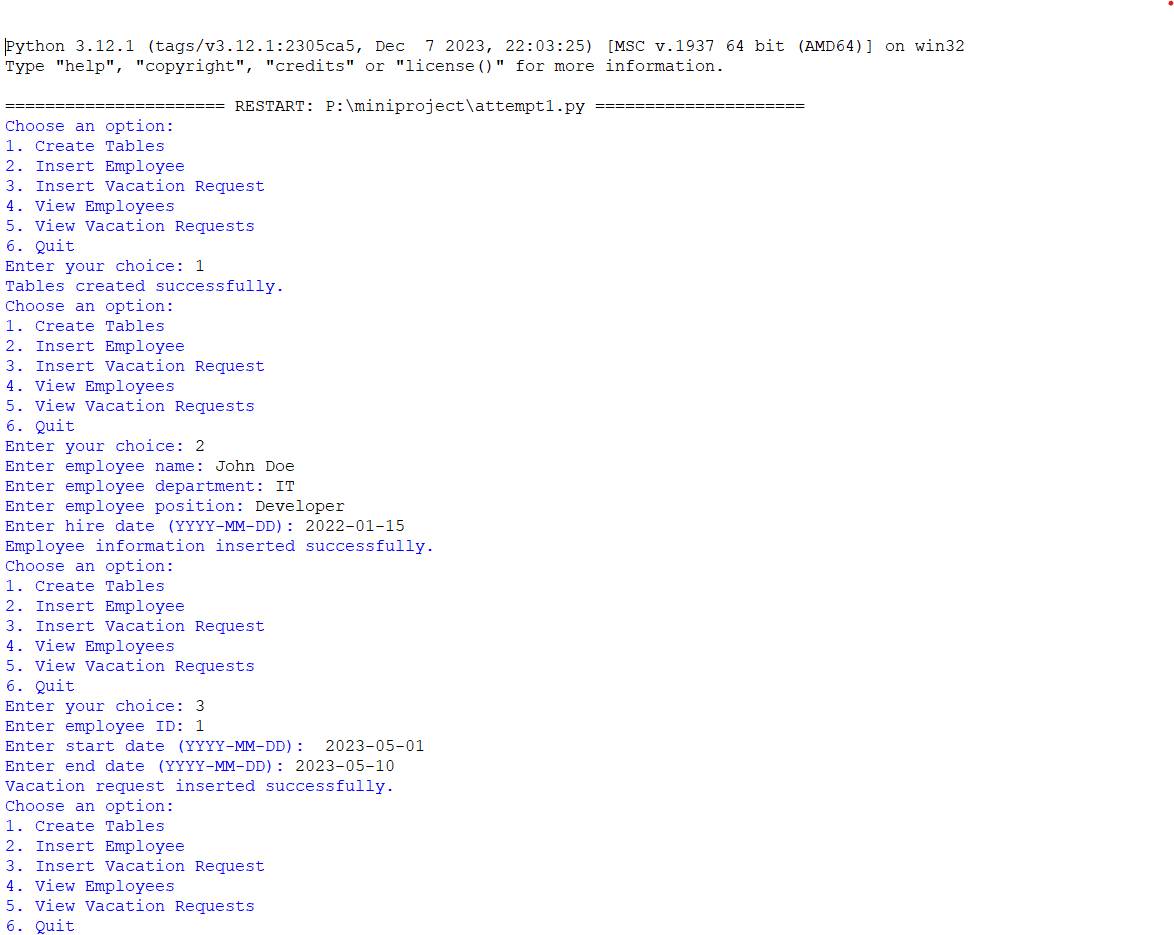 Python 3.12.1 (tags/v3.12.1:2305ca5, Dec  7 2023, 22:03:25) [MSC v.1937 64 bit (AMD64)] on win32
Type "help", "copyright", "credits" or "license()" for more information.
====================== RESTART: P:\miniproject\attempt1.py =====================
Choose an option:
1. Create Tables
2. Insert Employee
3. Insert Vacation Request
4. View Employees
5. View Vacation Requests
6. Quit
Enter your choice: 1
Tables created successfully.
Choose an option:
1. Create Tables
2. Insert Employee
3. Insert Vacation Request
4. View Employees
5. View Vacation Requests
6. Quit
Enter your choice: 2
Enter employee name: John Doe
Enter employee department: IT
Enter employee position: Developer
Enter hire date (YYYY-MM-DD): 2022-01-15
Employee information inserted successfully.
Choose an option:
1. Create Tables
2. Insert Employee
3. Insert Vacation Request
4. View Employees
5. View Vacation Requests
6. Quit
Enter your choice: 3
Enter employee ID: 1
Enter start date (YYYY-MM-DD):  2023-05-01
Enter end date (YYYY-MM-DD): 2023-05-10
Vacation request inserted successfully.
Choose an option:
1. Create Tables
2. Insert Employee
3. Insert Vacation Request
4. View Employees
5. View Vacation Requests
6. Quit